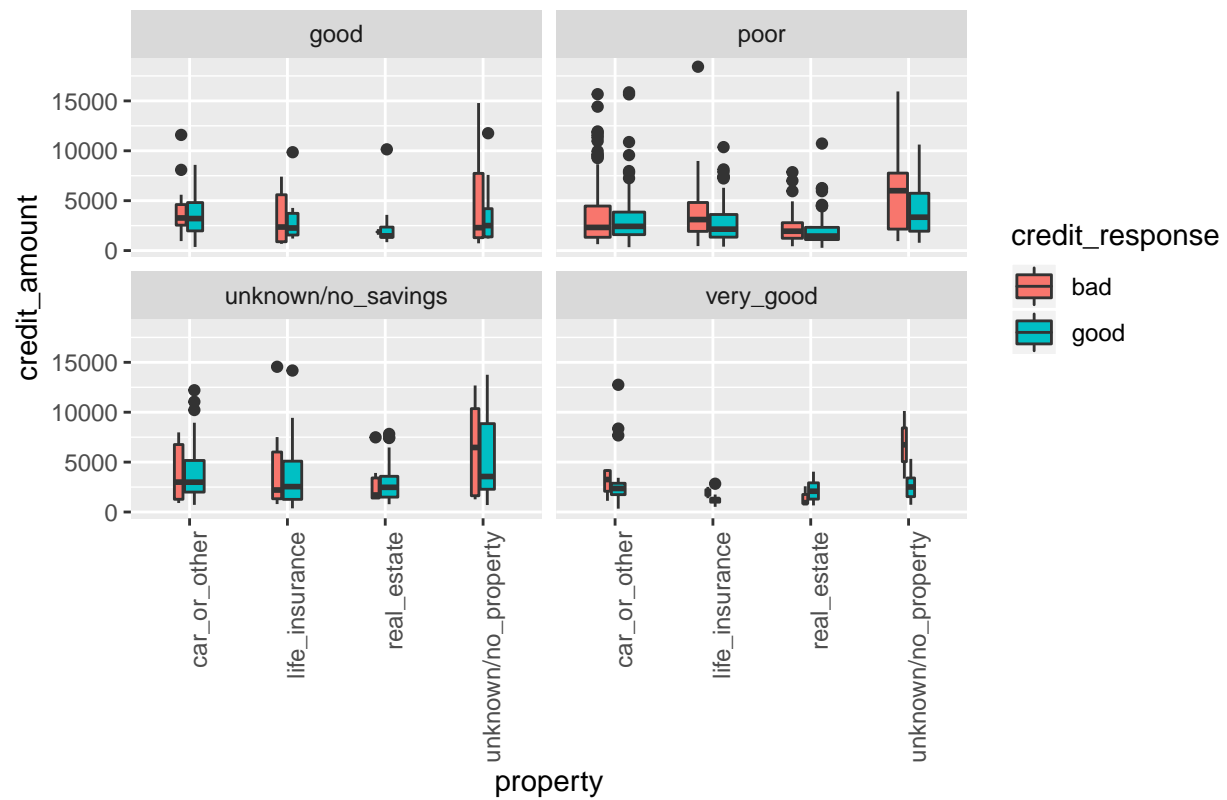 good
poor
15000
10000
5000
0
unknown/no_savings
very_good
15000
10000
5000
0
credit_amount
car_or_other
life_insurance
real_estate
unknown/no_property
car_or_other
life_insurance
real_estate
unknown/no_property
property
credit_response
bad
good